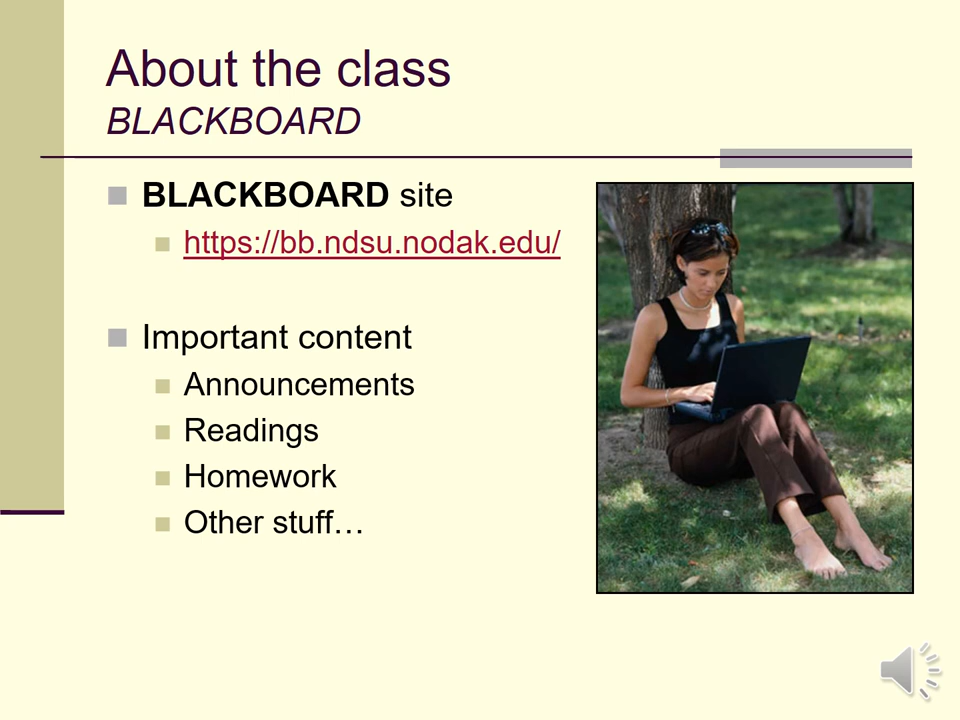 About the class
BLACKBOARD
BLACKBOARD site
https://bb.ndsu.nodak.edu/
Important content
Announcements
Readings
Homework
Other stuff…